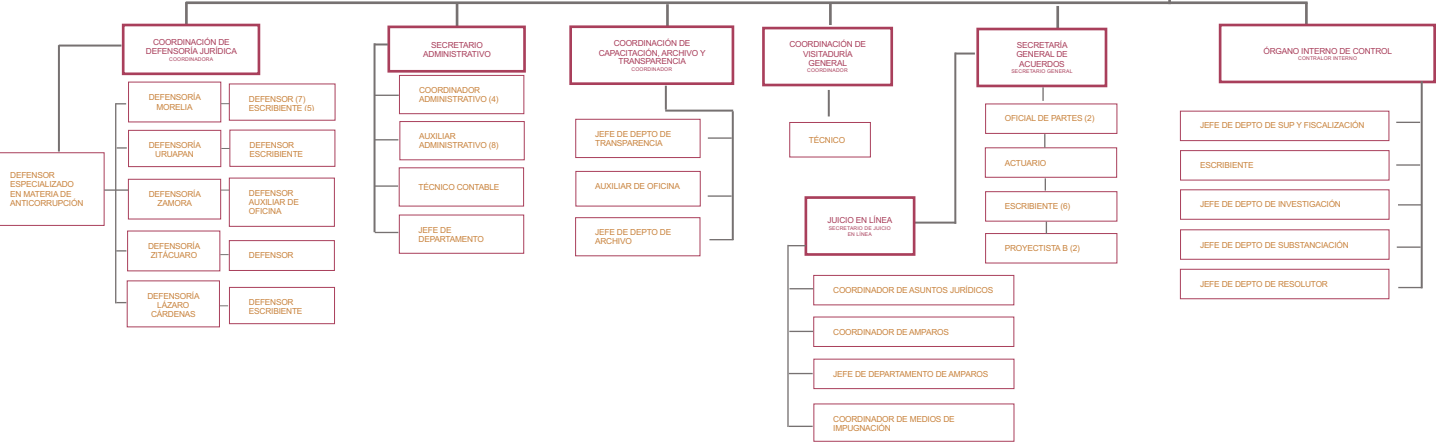 COORDINACIÓN DE
DEFENSORÍA JURÍDICA
COORDINADORA
DEFENSORÍA
MORELIA
DEFENSOR (7)
ESCRIBIENTE (5)
DEFENSORÍA
URUAPAN
DEFENSOR
ESCRIBIENTE
DEFENSOR
ESPECIALIZADO
EN MATERIA DE
ANTICORRUPCIÓN
DEFENSORÍA
ZAMORA
DEFENSOR
AUXILIAR DE
OFICINA
DEFENSORÍA
ZITÁCUARO
DEFENSOR
DEFENSORÍA
LÁZARO
CÁRDENAS
DEFENSOR
ESCRIBIENTE
SECRETARIO
ADMINISTRATIVO
COORDINADOR
ADMINISTRATIVO (4)
AUXILIAR
ADMINISTRATIVO (8)
TÉCNICO CONTABLE
JEFE DE
DEPARTAMENTO
COORDINACIÓN DE
CAPACITACIÓN, ARCHIVO Y
TRANSPARENCIA
COORDINADOR
JEFE DE DEPTO DE
TRANSPARENCIA
AUXILIAR DE OFICINA
JEFE DE DEPTO DE
ARCHIVO
COORDINACIÓN DE
VISITADURÍA
GENERAL
COORDINADOR
TÉCNICO
SECRETARÍA
GENERAL DE
ACUERDOS
SECRETARIO GENERAL
OFICIAL DE PARTES (2)
ACTUARIO
ESCRIBIENTE (6)
PROYECTISTA B (2)
JUICIO EN LÍNEA
SECRETARIO DE JUICIO
EN LÍNEA
COORDINADOR DE ASUNTOS JURÍDICOS
COORDINADOR DE AMPAROS
JEFE DE DEPARTAMENTO DE AMPAROS
COORDINADOR DE MEDIOS DE
IMPUGNACIÓN
ÓRGANO INTERNO DE CONTROL
CONTRALOR INTERNO
JEFE DE DEPTO DE SUP Y FISCALIZACIÓN
ESCRIBIENTE
JEFE DE DEPTO DE INVESTIGACIÓN
JEFE DE DEPTO DE SUBSTANCIACIÓN
JEFE DE DEPTO DE RESOLUTOR